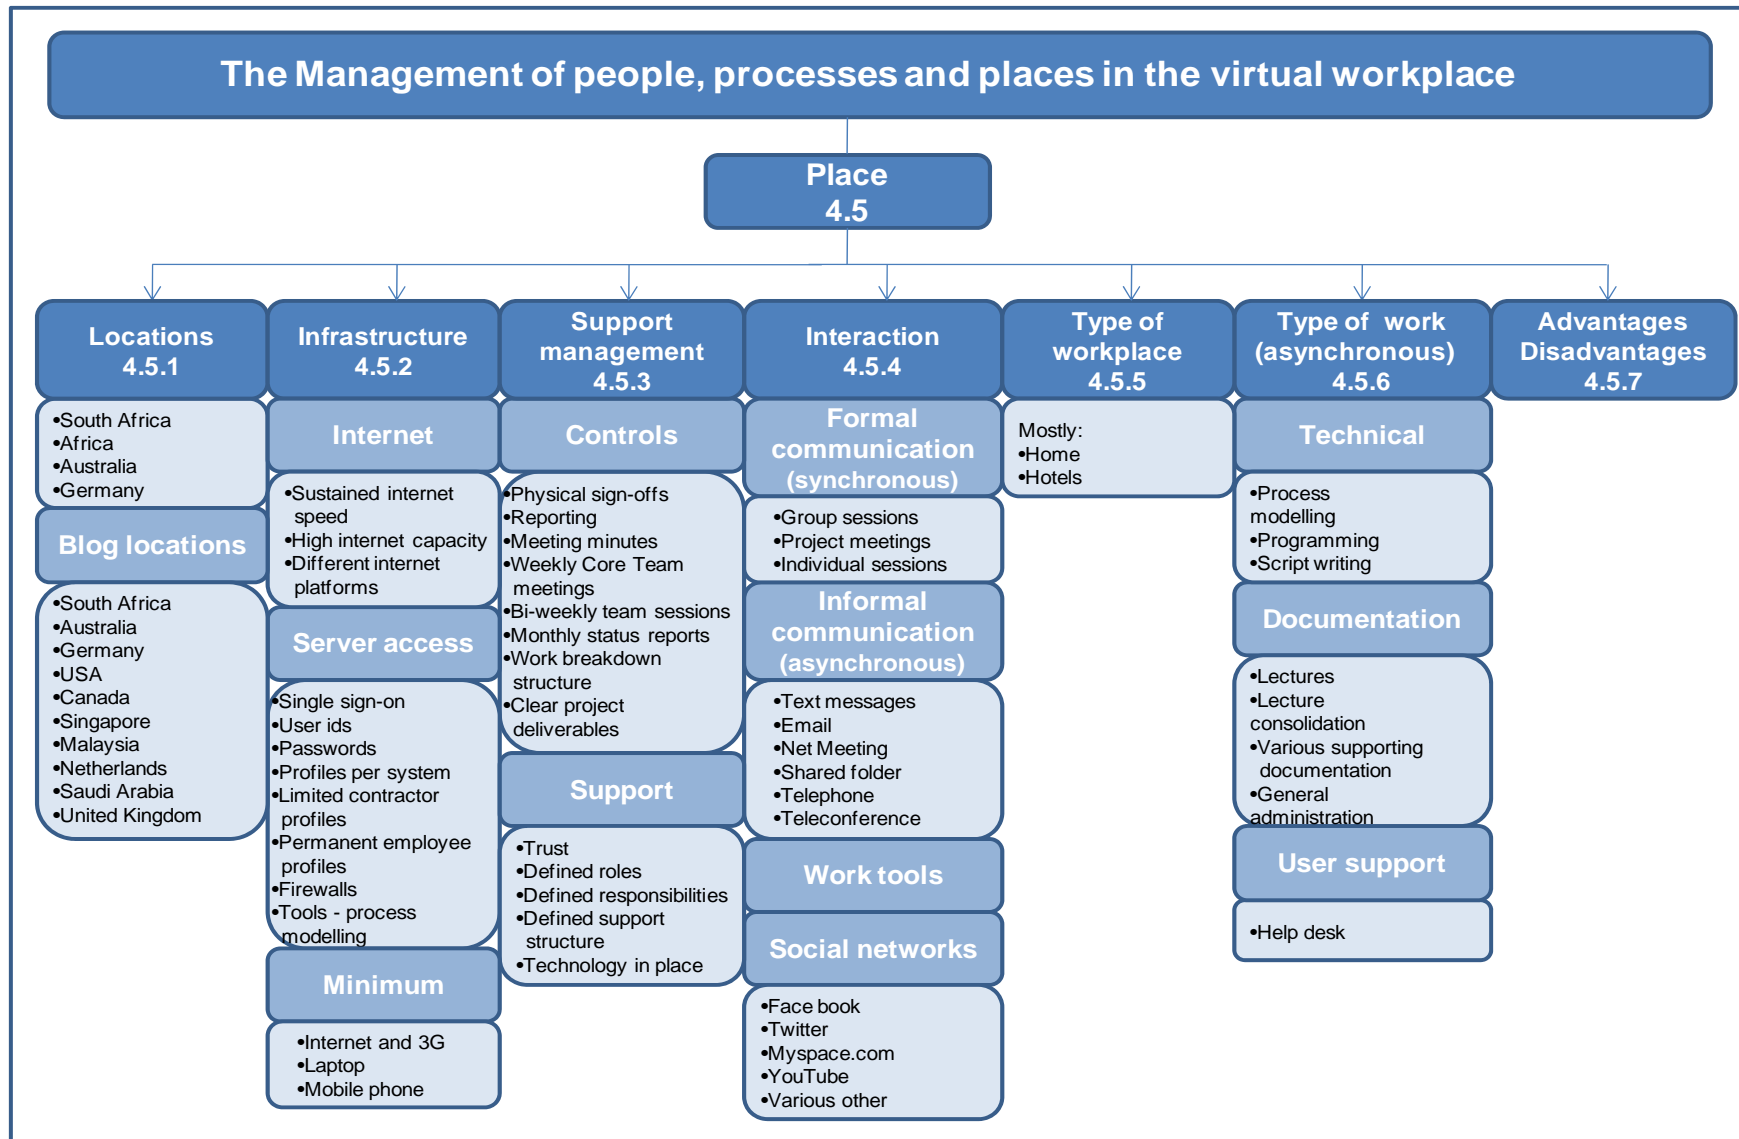 The Management of people, processes and places in the virtual workplace
Place
4.5
Locations
4.5.1
•South Africa
•Africa
•Australia
•Germany
Blog locations
•South Africa
•Australia
•Germany
•USA
•Canada
•Singapore
•Malaysia
•Netherlands
•Saudi Arabia
•United Kingdom
Infrastructure
4.5.2
Internet
•Sustained internet
speed
•High internet capacity
•Different internet
platforms
Server access
•Single sign-on
•User ids
•Passwords
•Profiles per system
•Limited contractor
profiles
•Permanent employee
profiles
•Firewalls
•Tools - process
modelling
Minimum
•Internet and 3G
•Laptop
•Mobile phone
Support
management
4.5.3
Controls
•Physical sign-offs
•Reporting
•Meeting minutes
•Weekly Core Team
meetings
•Bi-weekly team sessions
•Monthly status reports
•Work breakdown
structure
•Clear project
deliverables
Support
•Trust
•Defined roles
•Defined responsibilities
•Defined support
structure
•Technology in place
Interaction
4.5.4
Formal
communication
(synchronous)
•Group sessions
•Project meetings
•Individual sessions
Informal
communication
(asynchronous)
•Text messages
•Email
•Net Meeting
•Shared folder
•Telephone
•Teleconference
Work tools
Social networks
•Face book
•Twitter
•Myspace.com
•YouTube
•Various other
Type of
workplace
4.5.5
Mostly:
•Home
•Hotels
Type of work
(asynchronous)
4.5.6
Technical
•Process
modelling
•Programming
•Script writing
Documentation
•Lectures
•Lecture
consolidation
•Various supporting
documentation
•General
administration
User support
•Help desk
Advantages
Disadvantages
4.5.7